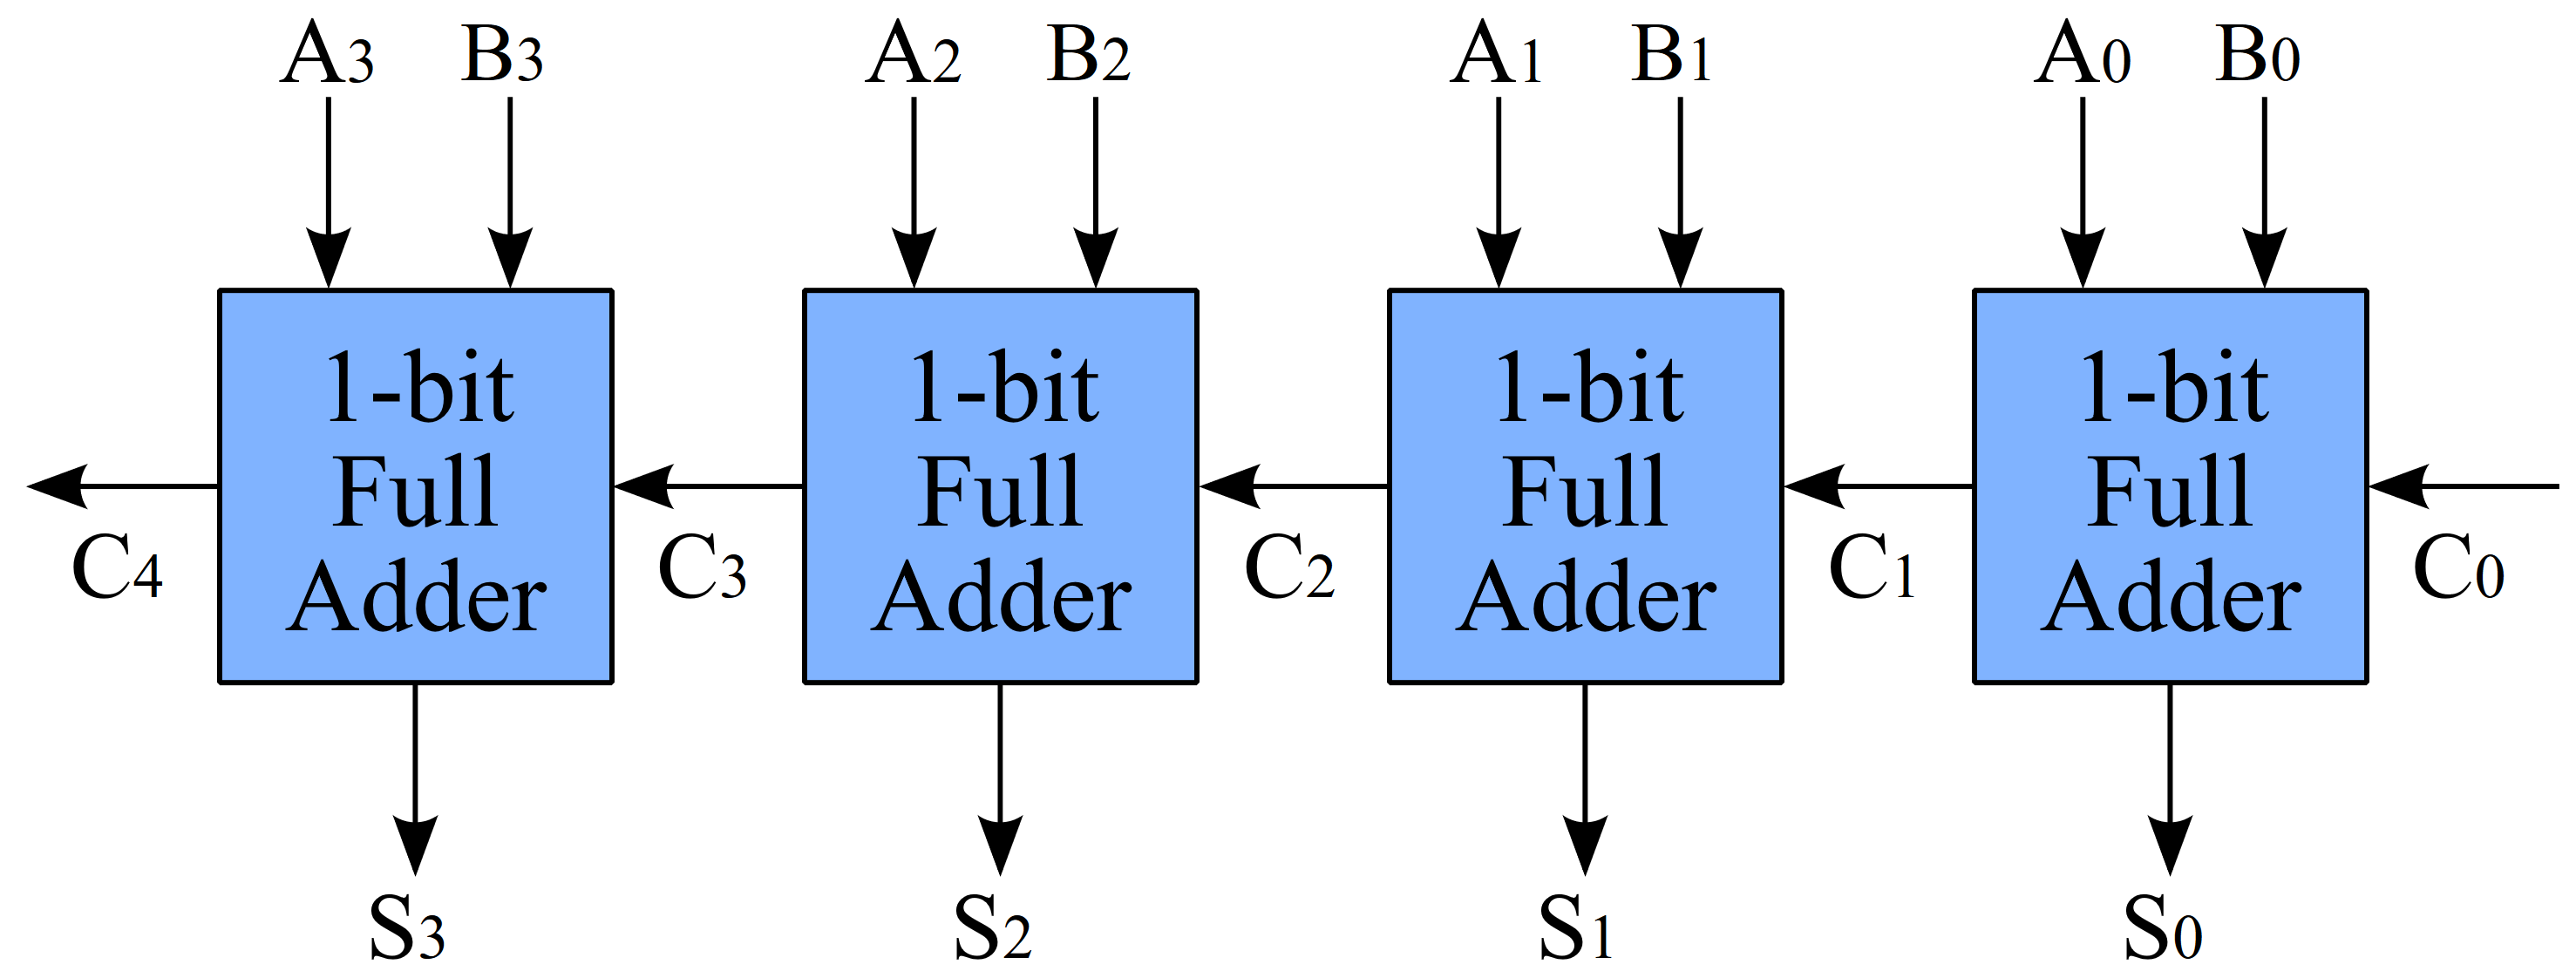 A3 B3 A2 B2 A1 B1 A0 B0
1-bit Full Adder
1-bit Full Adder
1-bit Full Adder
1-bit Full Adder
C4 C3 C2 C1 C0
S3 S2 S1 S0